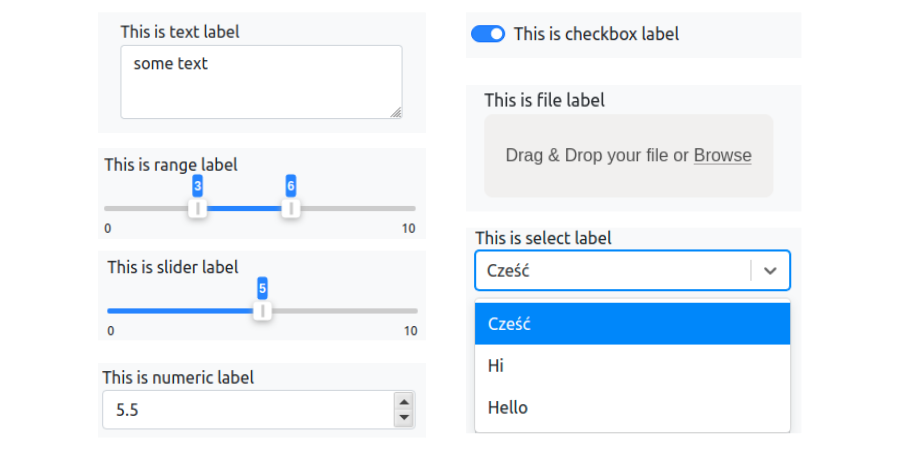 This is text label
some text
This is range label
3 6
0 10
This is slider label
5
0 10
This is numeric label
5.5
This is checkbox label
This is file label
Drag & Drop your file or Browse
This is select label
Cześć
Cześć
Hi
Hello